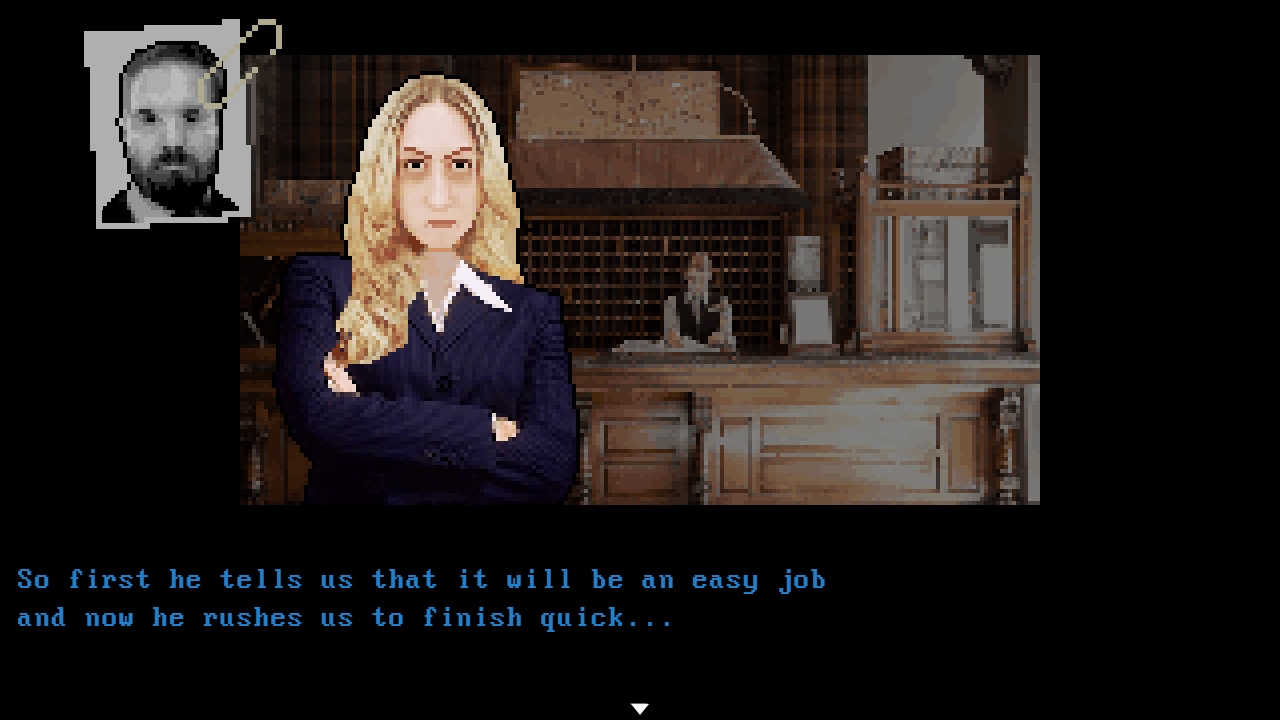 So first he tells us that it will be an easy job
and now he rushes us to finish quick...